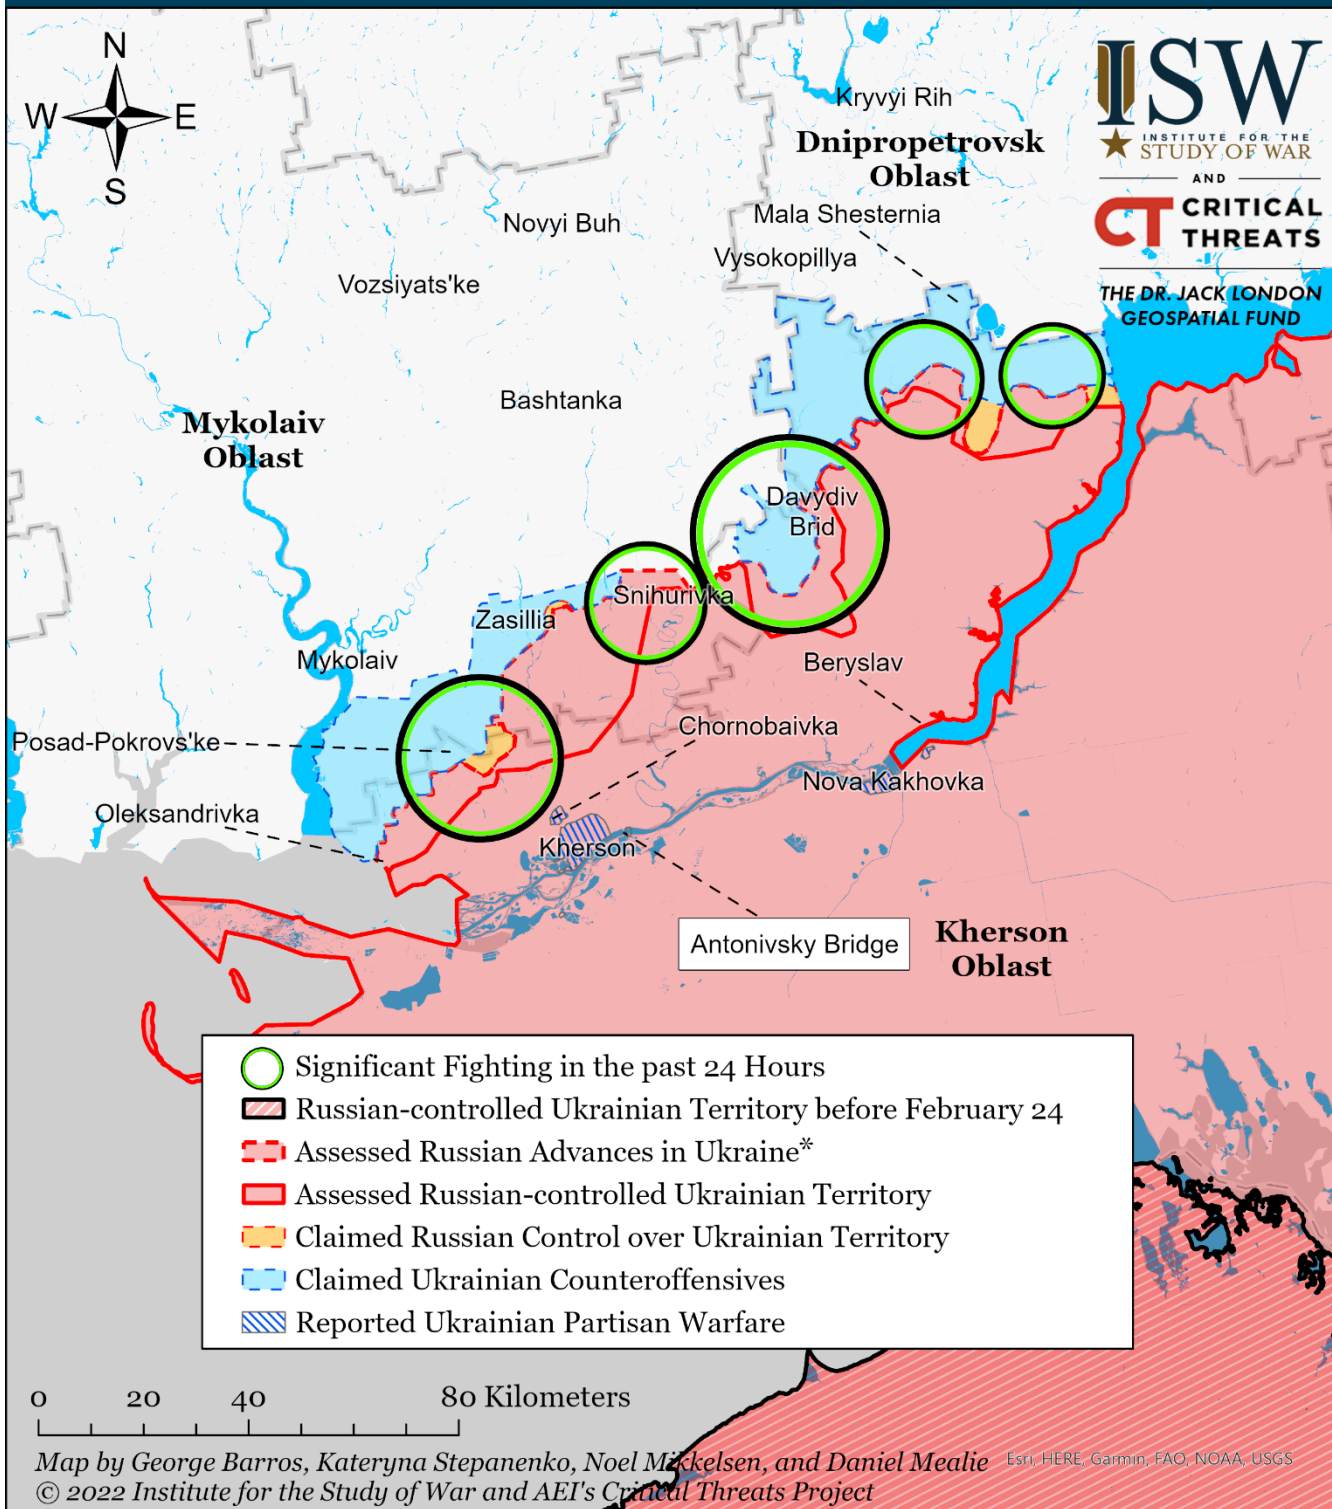 N
W E
S
ISW
INSTITUTE FOR THE
STUDY OF WAR
AND
CT CRITICAL
THREATS
THE DR. JACK LONDON
GEOSPATIAL FUND
Kryvyi Rih
Dnipropetrovsk
Oblast
Mala Shesternia
Novyi Buh
Vysokopillya
Vozsiyats'ke
Bashtanka
Mykolaiv
Oblast
Davydiv
Brid
Snihurivka
Zasillia
Mykolaiv
Beryslav
Chornobaivka
Posad-Pokrovs'ke
Nova Kakhovka
Oleksandrivka
Kherson
Antonivsky Bridge
Kherson
Oblast
Significant Fighting in the past 24 Hours
Russian-controlled Ukrainian Territory before February 24
Assessed Russian Advances in Ukraine*
Assessed Russian-controlled Ukrainian Territory
Claimed Russian Control over Ukrainian Territory
Claimed Ukrainian Counteroffensives
Reported Ukrainian Partisan Warfare
0 20 40 80 Kilometers
Map by George Barros, Kateryna Stepanenko, Noel Mikkelsen, and Daniel Mealie
Esri, HERE, Garmin, FAO, NOAA, USGS
© 2022 Institute for the Study of War and AEI's Critical Threats Project